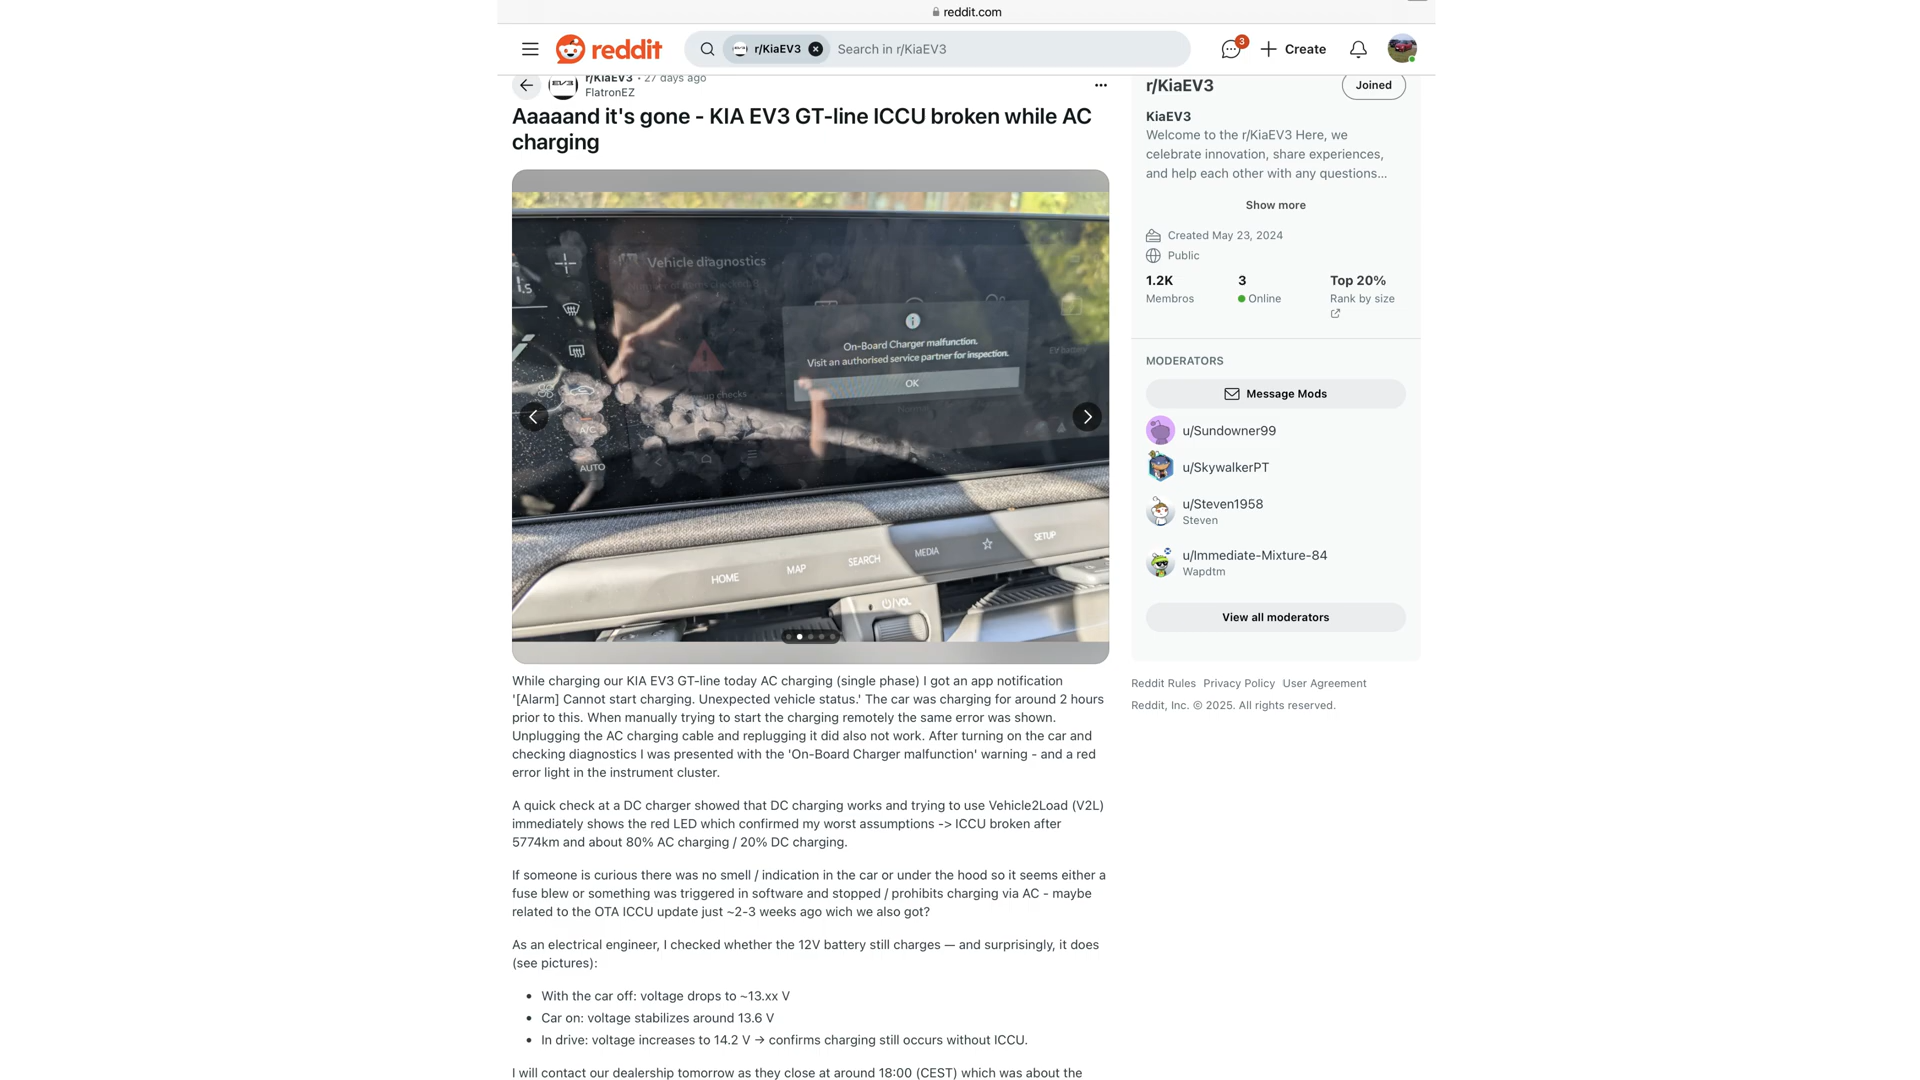 reddit.com
reddit
r/KiaEV3
Search in r/KiaEV3
3
Create
r/KiaEV3 • 27 days ago
FlatronEZ
Aaaaand it's gone - KIA EV3 GT-line ICCU broken while AC
charging
Vehicle diagnostics
On-Board Charger malfunction.
Visit an authorised service partner for inspection.
OK
A/C
AUTO
HOME
MAP
SEARCH
MEDIA
SETUP
VOL
While charging our KIA EV3 GT-line today AC charging (single phase) I got an app notification
'[Alarm] Cannot start charging. Unexpected vehicle status.' The car was charging for around 2 hours
prior to this. When manually trying to start the charging remotely the same error was shown.
Unplugging the AC charging cable and replugging it did also not work. After turning on the car and
checking diagnostics I was presented with the 'On-Board Charger malfunction' warning - and a red
error light in the instrument cluster.
A quick check at a DC charger showed that DC charging works and trying to use Vehicle2Load (V2L)
immediately shows the red LED which confirmed my worst assumptions -> ICCU broken after
5774km and about 80% AC charging / 20% DC charging.
If someone is curious there was no smell / indication in the car or under the hood so it seems either a
fuse blew or something was triggered in software and stopped / prohibits charging via AC - maybe
related to the OTA ICCU update just ~2-3 weeks ago wich we also got?
As an electrical engineer, I checked whether the 12V battery still charges — and surprisingly, it does
(see pictures):
• With the car off: voltage drops to ~13.xx V
• Car on: voltage stabilizes around 13.6 V
• In drive: voltage increases to 14.2 V → confirms charging still occurs without ICCU.
I will contact our dealership tomorrow as they close at around 18:00 (CEST) which was about the
r/KiaEV3
Joined
KiaEV3
Welcome to the r/KiaEV3 Here, we
celebrate innovation, share experiences,
and help each other with any questions...
Show more
Created May 23, 2024
Public
1.2K
Membros
3
Online
Top 20%
Rank by size
MODERATORS
Message Mods
u/Sundowner99
u/SkywalkerPT
u/Steven1958
Steven
u/Immediate-Mixture-84
Wapdtm
View all moderators
Reddit Rules Privacy Policy User Agreement
Reddit, Inc. © 2025. All rights reserved.